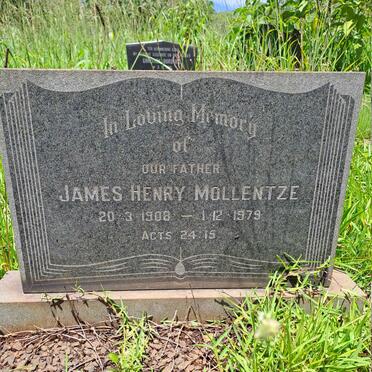 In Loving Memory
of
OUR FATHER
JAMES HENRY MOLLENTZE
20·3·1908 — 1·12·1979
ACTS 24:15